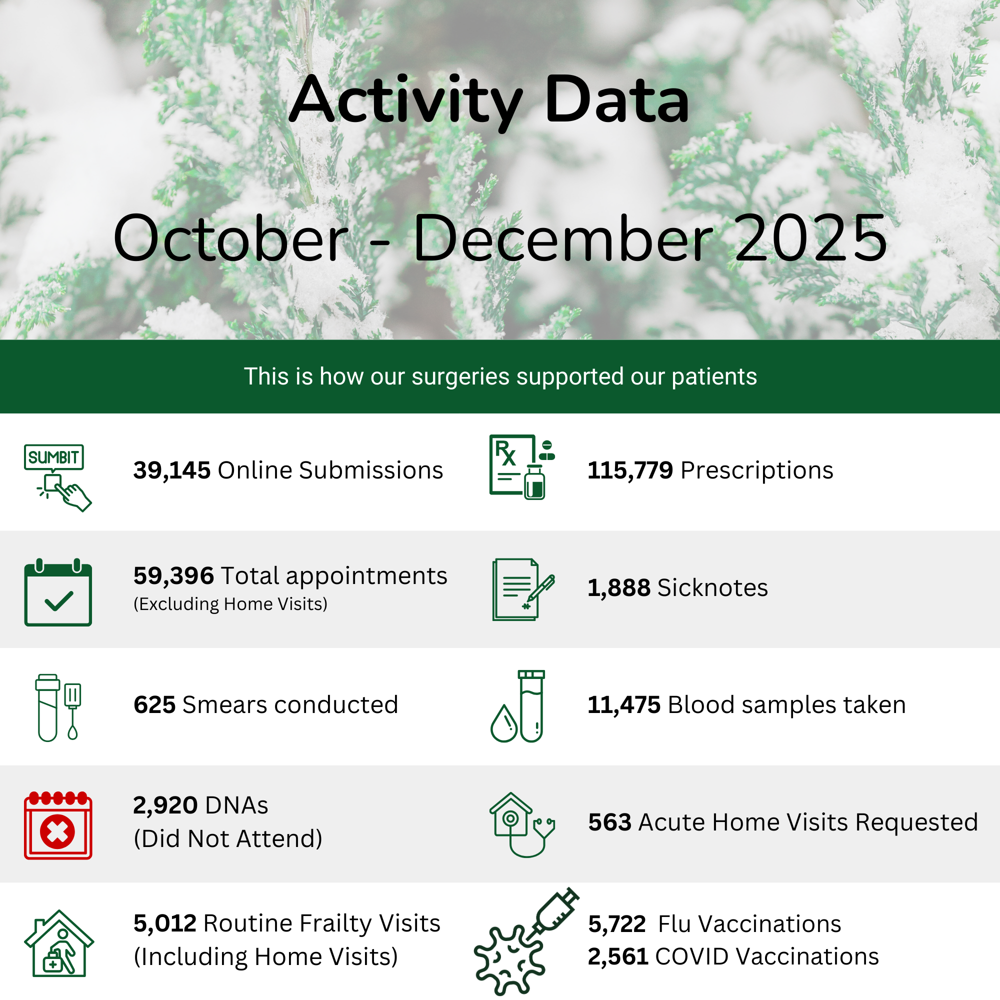 Activity Data
October - December 2025
This is how our surgeries supported our patients
SUMBIT
39,145 Online Submissions
Rx
115,779 Prescriptions
59,396 Total appointments
(Excluding Home Visits)
1,888 Sicknotes
625 Smears conducted
11,475 Blood samples taken
2,920 DNAs
(Did Not Attend)
563 Acute Home Visits Requested
5,012 Routine Frailty Visits
(Including Home Visits)
5,722 Flu Vaccinations
2,561 COVID Vaccinations